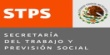 STPS
SECRETARÍA
DEL TRABAJO Y
PREVISIÓN SOCIAL